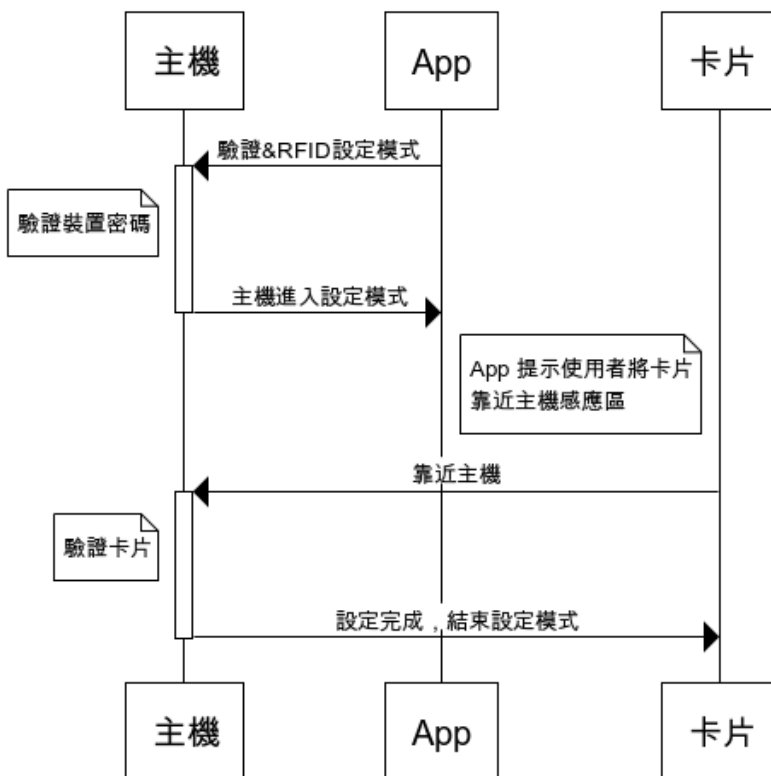 主機
App
卡片
驗證&RFID設定模式
驗證裝置密碼
主機進入設定模式
App 提示使用者將卡片
靠近主機感應區
靠近主機
驗證卡片
設定完成，結束設定模式
主機
App
卡片